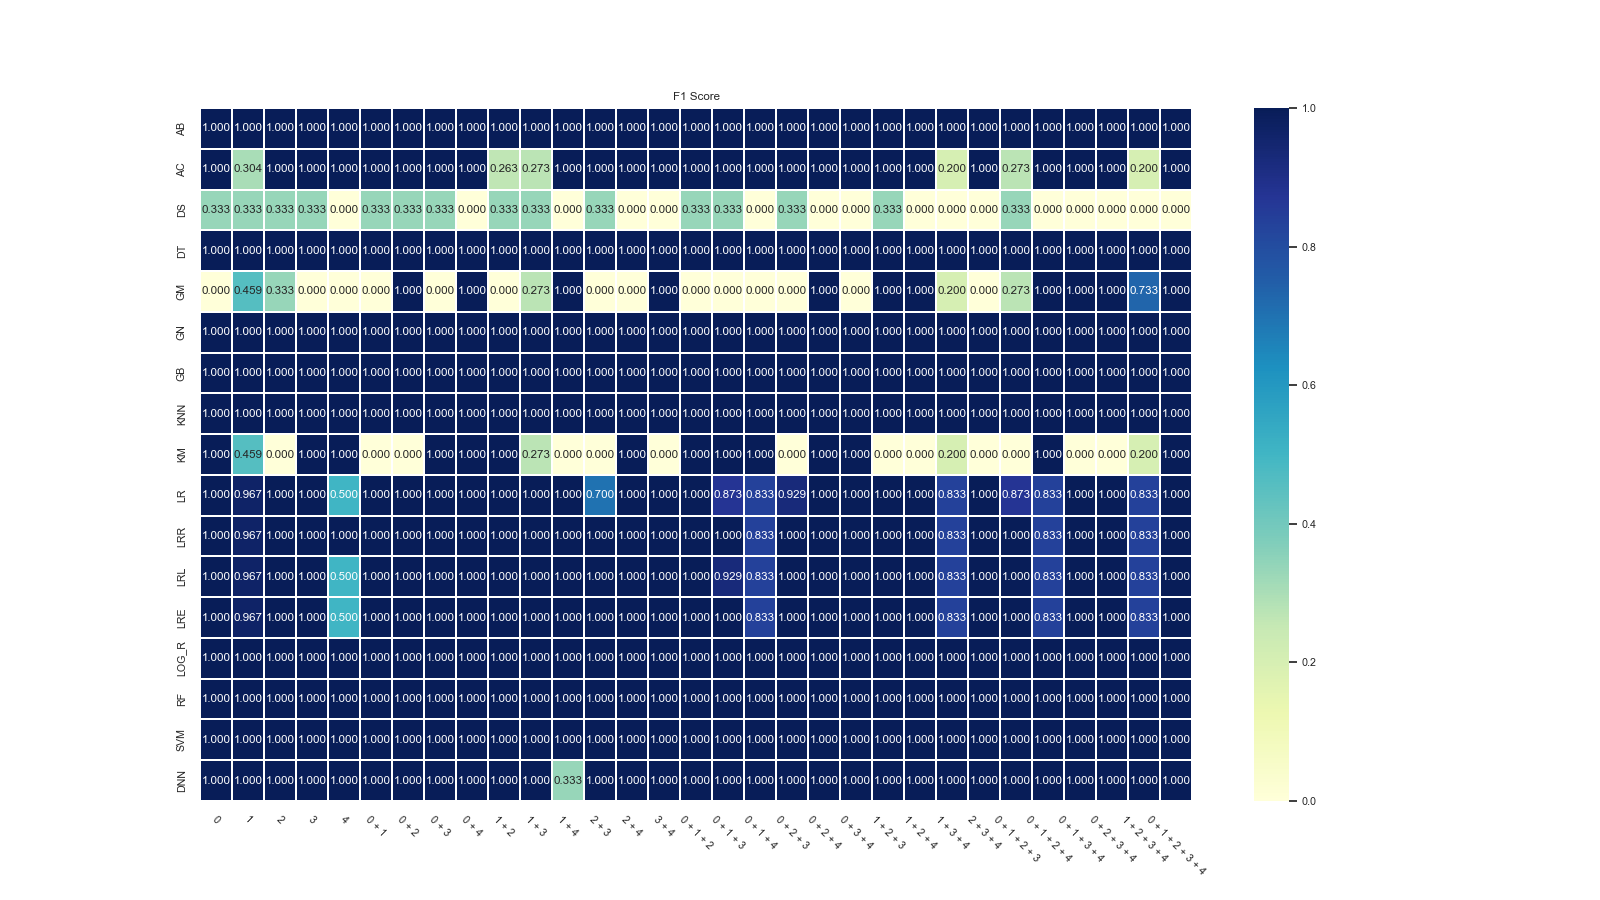 F1 Score
AB 1.000 1.000 1.000 1.000 1.000 1.000 1.000 1.000 1.000 1.000 1.000 1.000 1.000 1.000 1.000 1.000 1.000 1.000 1.000 1.000 1.000 1.000 1.000 1.000 1.000 1.000 1.000 1.000 1.000 1.000 1.000
AC 1.000 0.304 1.000 1.000 1.000 1.000 1.000 1.000 1.000 0.263 0.273 1.000 1.000 1.000 1.000 1.000 1.000 1.000 1.000 1.000 1.000 1.000 1.000 0.200 1.000 0.273 1.000 1.000 1.000 0.200 1.000
DS 0.333 0.333 0.333 0.333 0.000 0.333 0.333 0.333 0.000 0.333 0.333 0.000 0.333 0.000 0.000 0.333 0.333 0.000 0.333 0.000 0.000 0.333 0.000 0.000 0.000 0.333 0.000 0.000 0.000 0.000 0.000
DT 1.000 1.000 1.000 1.000 1.000 1.000 1.000 1.000 1.000 1.000 1.000 1.000 1.000 1.000 1.000 1.000 1.000 1.000 1.000 1.000 1.000 1.000 1.000 1.000 1.000 1.000 1.000 1.000 1.000 1.000 1.000
GM 0.000 0.459 0.333 0.000 0.000 0.000 1.000 0.000 1.000 0.000 0.273 1.000 0.000 0.000 1.000 0.000 0.000 0.000 0.000 1.000 0.000 1.000 1.000 0.200 0.000 0.273 1.000 1.000 1.000 0.733 1.000
GN 1.000 1.000 1.000 1.000 1.000 1.000 1.000 1.000 1.000 1.000 1.000 1.000 1.000 1.000 1.000 1.000 1.000 1.000 1.000 1.000 1.000 1.000 1.000 1.000 1.000 1.000 1.000 1.000 1.000 1.000 1.000
GB 1.000 1.000 1.000 1.000 1.000 1.000 1.000 1.000 1.000 1.000 1.000 1.000 1.000 1.000 1.000 1.000 1.000 1.000 1.000 1.000 1.000 1.000 1.000 1.000 1.000 1.000 1.000 1.000 1.000 1.000 1.000
KNN 1.000 1.000 1.000 1.000 1.000 1.000 1.000 1.000 1.000 1.000 1.000 1.000 1.000 1.000 1.000 1.000 1.000 1.000 1.000 1.000 1.000 1.000 1.000 1.000 1.000 1.000 1.000 1.000 1.000 1.000 1.000
KM 1.000 0.459 0.000 1.000 1.000 0.000 0.000 1.000 1.000 1.000 0.273 0.000 0.000 1.000 0.000 1.000 1.000 1.000 0.000 1.000 1.000 0.000 0.000 0.200 0.000 0.000 1.000 0.000 0.000 0.200 1.000
LR 1.000 0.967 1.000 1.000 0.500 1.000 1.000 1.000 1.000 1.000 1.000 1.000 0.700 1.000 1.000 1.000 0.873 0.833 0.929 1.000 1.000 1.000 1.000 0.833 1.000 0.873 0.833 1.000 1.000 0.833 1.000
LRR 1.000 0.967 1.000 1.000 1.000 1.000 1.000 1.000 1.000 1.000 1.000 1.000 1.000 1.000 1.000 1.000 1.000 0.833 1.000 1.000 1.000 1.000 1.000 0.833 1.000 1.000 0.833 1.000 1.000 0.833 1.000
LRL 1.000 0.967 1.000 1.000 0.500 1.000 1.000 1.000 1.000 1.000 1.000 1.000 1.000 1.000 1.000 1.000 0.929 0.833 1.000 1.000 1.000 1.000 1.000 0.833 1.000 1.000 0.833 1.000 1.000 0.833 1.000
LRE 1.000 0.967 1.000 1.000 0.500 1.000 1.000 1.000 1.000 1.000 1.000 1.000 1.000 1.000 1.000 1.000 1.000 0.833 1.000 1.000 1.000 1.000 1.000 0.833 1.000 1.000 0.833 1.000 1.000 0.833 1.000
LOG_R 1.000 1.000 1.000 1.000 1.000 1.000 1.000 1.000 1.000 1.000 1.000 1.000 1.000 1.000 1.000 1.000 1.000 1.000 1.000 1.000 1.000 1.000 1.000 1.000 1.000 1.000 1.000 1.000 1.000 1.000 1.000
RF 1.000 1.000 1.000 1.000 1.000 1.000 1.000 1.000 1.000 1.000 1.000 1.000 1.000 1.000 1.000 1.000 1.000 1.000 1.000 1.000 1.000 1.000 1.000 1.000 1.000 1.000 1.000 1.000 1.000 1.000 1.000
SVM 1.000 1.000 1.000 1.000 1.000 1.000 1.000 1.000 1.000 1.000 1.000 1.000 1.000 1.000 1.000 1.000 1.000 1.000 1.000 1.000 1.000 1.000 1.000 1.000 1.000 1.000 1.000 1.000 1.000 1.000 1.000
DNN 1.000 1.000 1.000 1.000 1.000 1.000 1.000 1.000 1.000 1.000 1.000 0.333 1.000 1.000 1.000 1.000 1.000 1.000 1.000 1.000 1.000 1.000 1.000 1.000 1.000 1.000 1.000 1.000 1.000 1.000 1.000
0
1
2
3
4
0 + 1
0 + 2
0 + 3
0 + 4
1 + 2
1 + 3
1 + 4
2 + 3
2 + 4
3 + 4
0 + 1 + 2
0 + 1 + 3
0 + 1 + 4
0 + 2 + 3
0 + 2 + 4
0 + 3 + 4
1 + 2 + 3
1 + 2 + 4
1 + 3 + 4
2 + 3 + 4
0 + 1 + 2 + 3
0 + 1 + 2 + 4
0 + 1 + 3 + 4
0 + 2 + 3 + 4
1 + 2 + 3 + 4
0 + 1 + 2 + 3 + 4
1.0
0.8
0.6
0.4
0.2
0.0